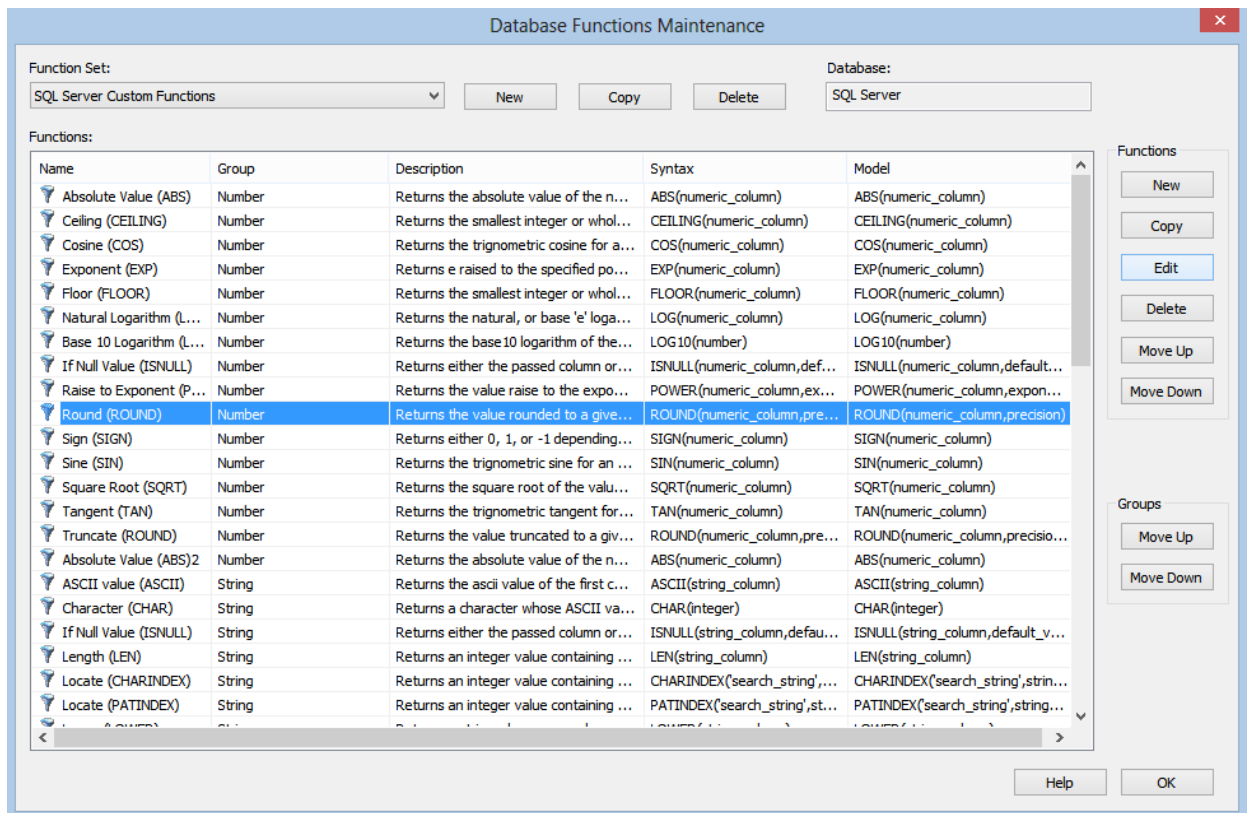 Database Functions Maintenance
Function Set:
Database:
SQL Server Custom Functions
New
Copy
Delete
SQL Server
Functions:
Name Group Description Syntax Model
Absolute Value (ABS) Number Returns the absolute value of the n... ABS(numeric_column) ABS(numeric_column)
Ceiling (CEILING) Number Returns the smallest integer or whol... CEILING(numeric_column) CEILING(numeric_column)
Cosine (COS) Number Returns the trignometric cosine for a... COS(numeric_column) COS(numeric_column)
Exponent (EXP) Number Returns e raised to the specified po... EXP(numeric_column) EXP(numeric_column)
Floor (FLOOR) Number Returns the smallest integer or whol... FLOOR(numeric_column) FLOOR(numeric_column)
Natural Logarithm (L... Number Returns the natural, or base 'e' loga... LOG(numeric_column) LOG(numeric_column)
Base 10 Logarithm (L... Number Returns the base10 logarithm of the... LOG10(number) LOG10(number)
If Null Value (ISNULL) Number Returns either the passed column or... ISNULL(numeric_column,def... ISNULL(numeric_column,default...
Raise to Exponent (P... Number Returns the value raise to the expo... POWER(numeric_column,ex... POWER(numeric_column,expon...
Round (ROUND) Number Returns the value rounded to a give... ROUND(numeric_column,pre... ROUND(numeric_column,precision)
Sign (SIGN) Number Returns either 0, 1, or -1 depending... SIGN(numeric_column) SIGN(numeric_column)
Sine (SIN) Number Returns the trignometric sine for an ... SIN(numeric_column) SIN(numeric_column)
Square Root (SQRT) Number Returns the square root of the valu... SQRT(numeric_column) SQRT(numeric_column)
Tangent (TAN) Number Returns the trignometric tangent for... TAN(numeric_column) TAN(numeric_column)
Truncate (ROUND) Number Returns the value truncated to a giv... ROUND(numeric_column,pre... ROUND(numeric_column,precisio...
Absolute Value (ABS)2 Number Returns the absolute value of the n... ABS(numeric_column) ABS(numeric_column)
ASCII value (ASCII) String Returns the ascii value of the first c... ASCII(string_column) ASCII(string_column)
Character (CHAR) String Returns a character whose ASCII va... CHAR(integer) CHAR(integer)
If Null Value (ISNULL) String Returns either the passed column or... ISNULL(string_column,defau... ISNULL(string_column,default_v...
Length (LEN) String Returns an integer value containing ... LEN(string_column) LEN(string_column)
Locate (CHARINDEX) String Returns an integer value containing ... CHARINDEX('search_string',... CHARINDEX('search_string',strin...
Locate (PATINDEX) String Returns an integer value containing ... PATINDEX('search_string',st... PATINDEX('search_string',string...
Functions
New
Copy
Edit
Delete
Move Up
Move Down
Groups
Move Up
Move Down
Help
OK